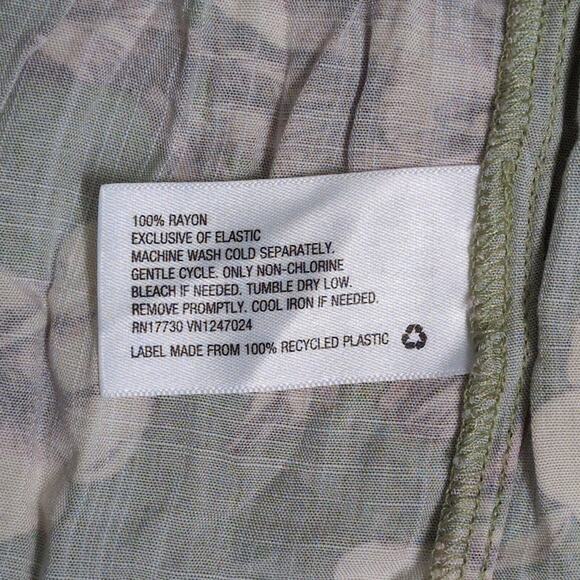 100% RAYON
EXCLUSIVE OF ELASTIC
MACHINE WASH COLD SEPARATELY.
GENTLE CYCLE. ONLY NON-CHLORINE
BLEACH IF NEEDED. TUMBLE DRY LOW.
REMOVE PROMPTLY. COOL IRON IF NEEDED.
RN17730 VN1247024
LABEL MADE FROM 100% RECYCLED PLASTIC